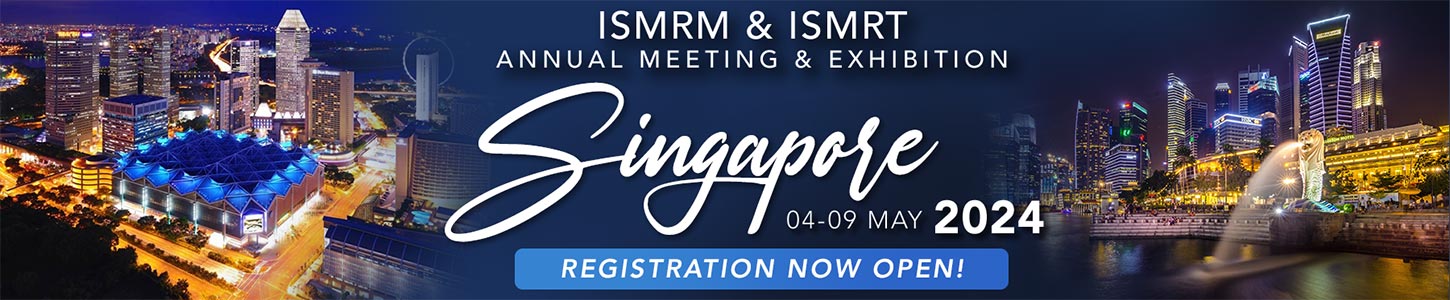 ISMRM & ISMRT
ANNUAL MEETING & EXHIBITION
Singapore
04-09 MAY 2024
REGISTRATION NOW OPEN!